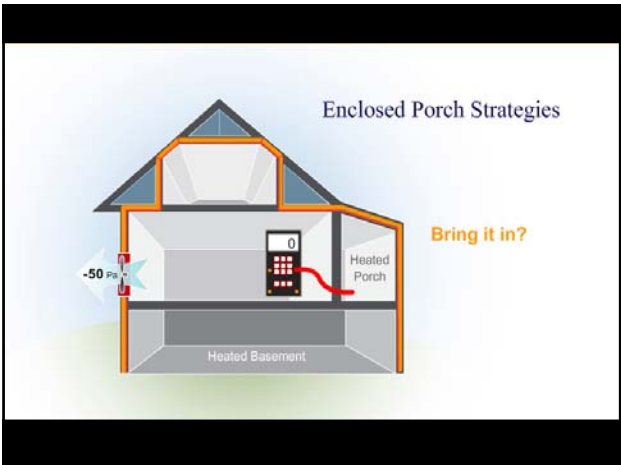 Enclosed Porch Strategies
Bring it in?
0
-50 Pa
Heated
Porch
Heated Basement